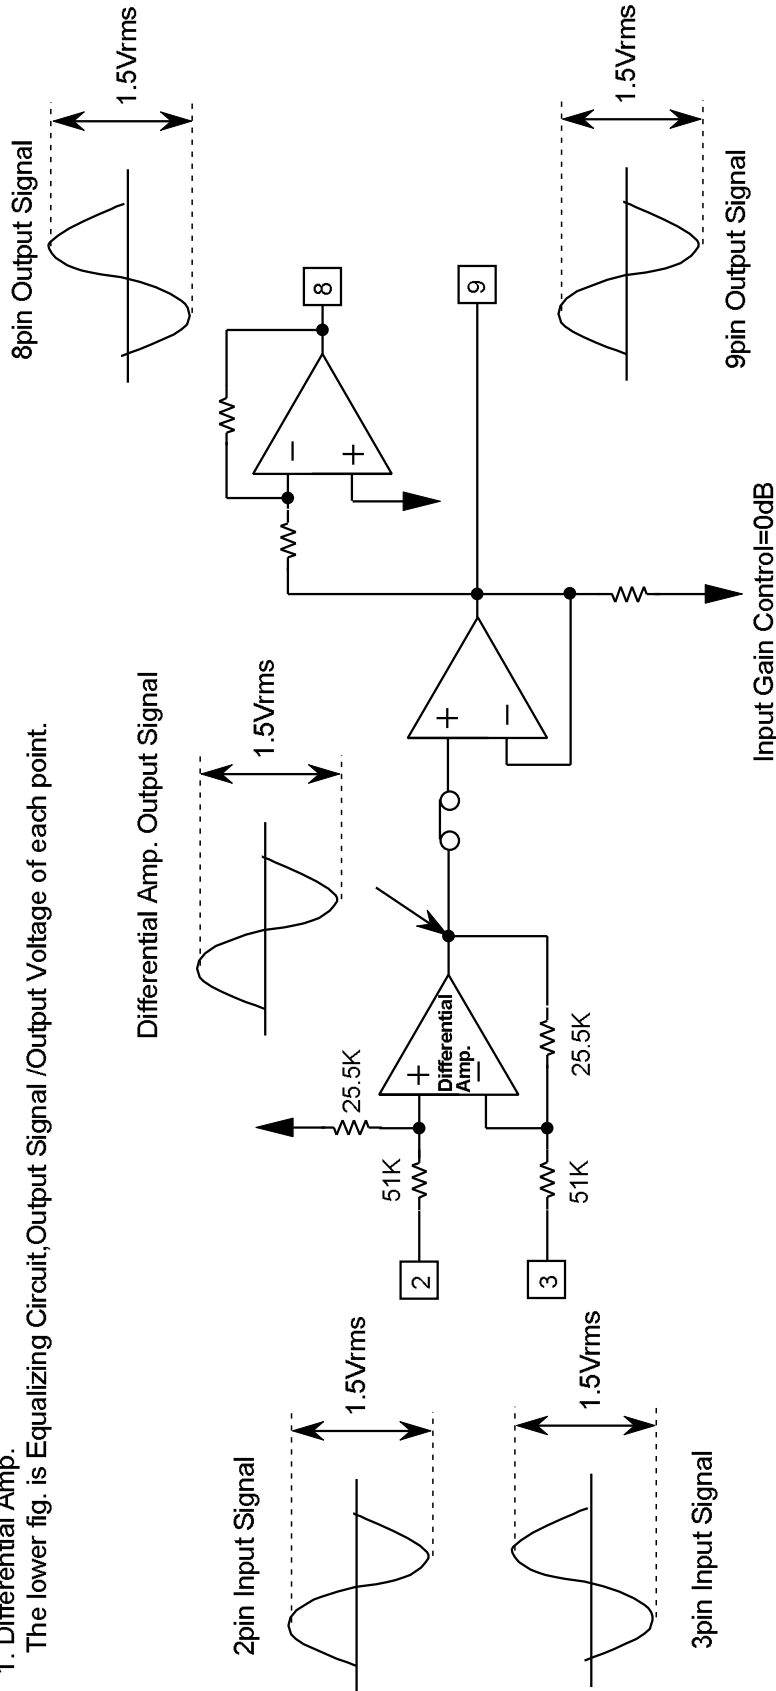 1. Differential Amp.
The lower fig. is Equalizing Circuit,Output Signal /Output Voltage of each point.
2pin Input Signal
1.5Vrms
3pin Input Signal
1.5Vrms
2
3
51K
51K
25.5K
25.5K
+
Differential
Amp.
−
Differential Amp. Output Signal
1.5Vrms
+
−
Input Gain Control=0dB
−
+
8
9
8pin Output Signal
1.5Vrms
9pin Output Signal
1.5Vrms